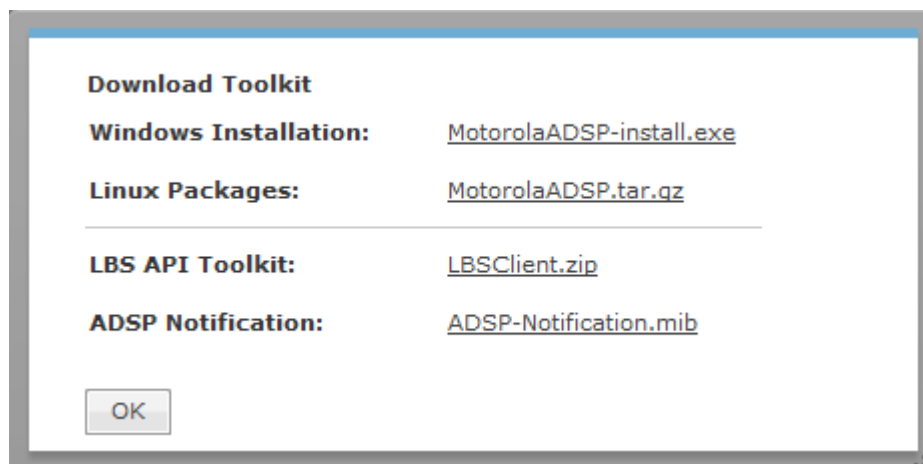 Download Toolkit
Windows Installation: MotorolaADSP-install.exe
Linux Packages: MotorolaADSP.tar.gz
LBS API Toolkit: LBSClient.zip
ADSP Notification: ADSP-Notification.mib
OK